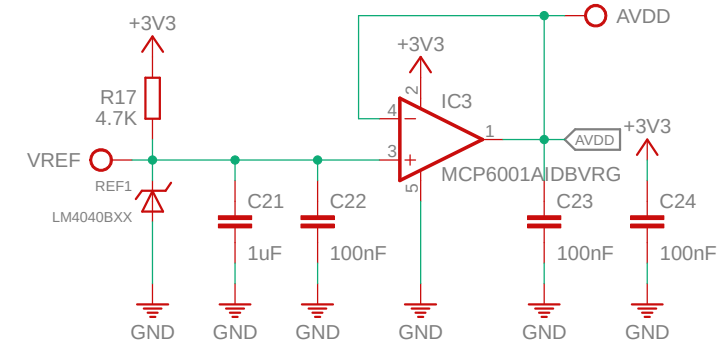 +3V3
AVDD
+3V3
2
IC3
R17
4.7K
4
1
AVDD
+3V3
VREF
3
MCP6001AIDBVRG
REF1
5
LM4040BXX
C21
C22
C23
C24
1uF
100nF
100nF
100nF
GND
GND
GND
GND
GND
GND